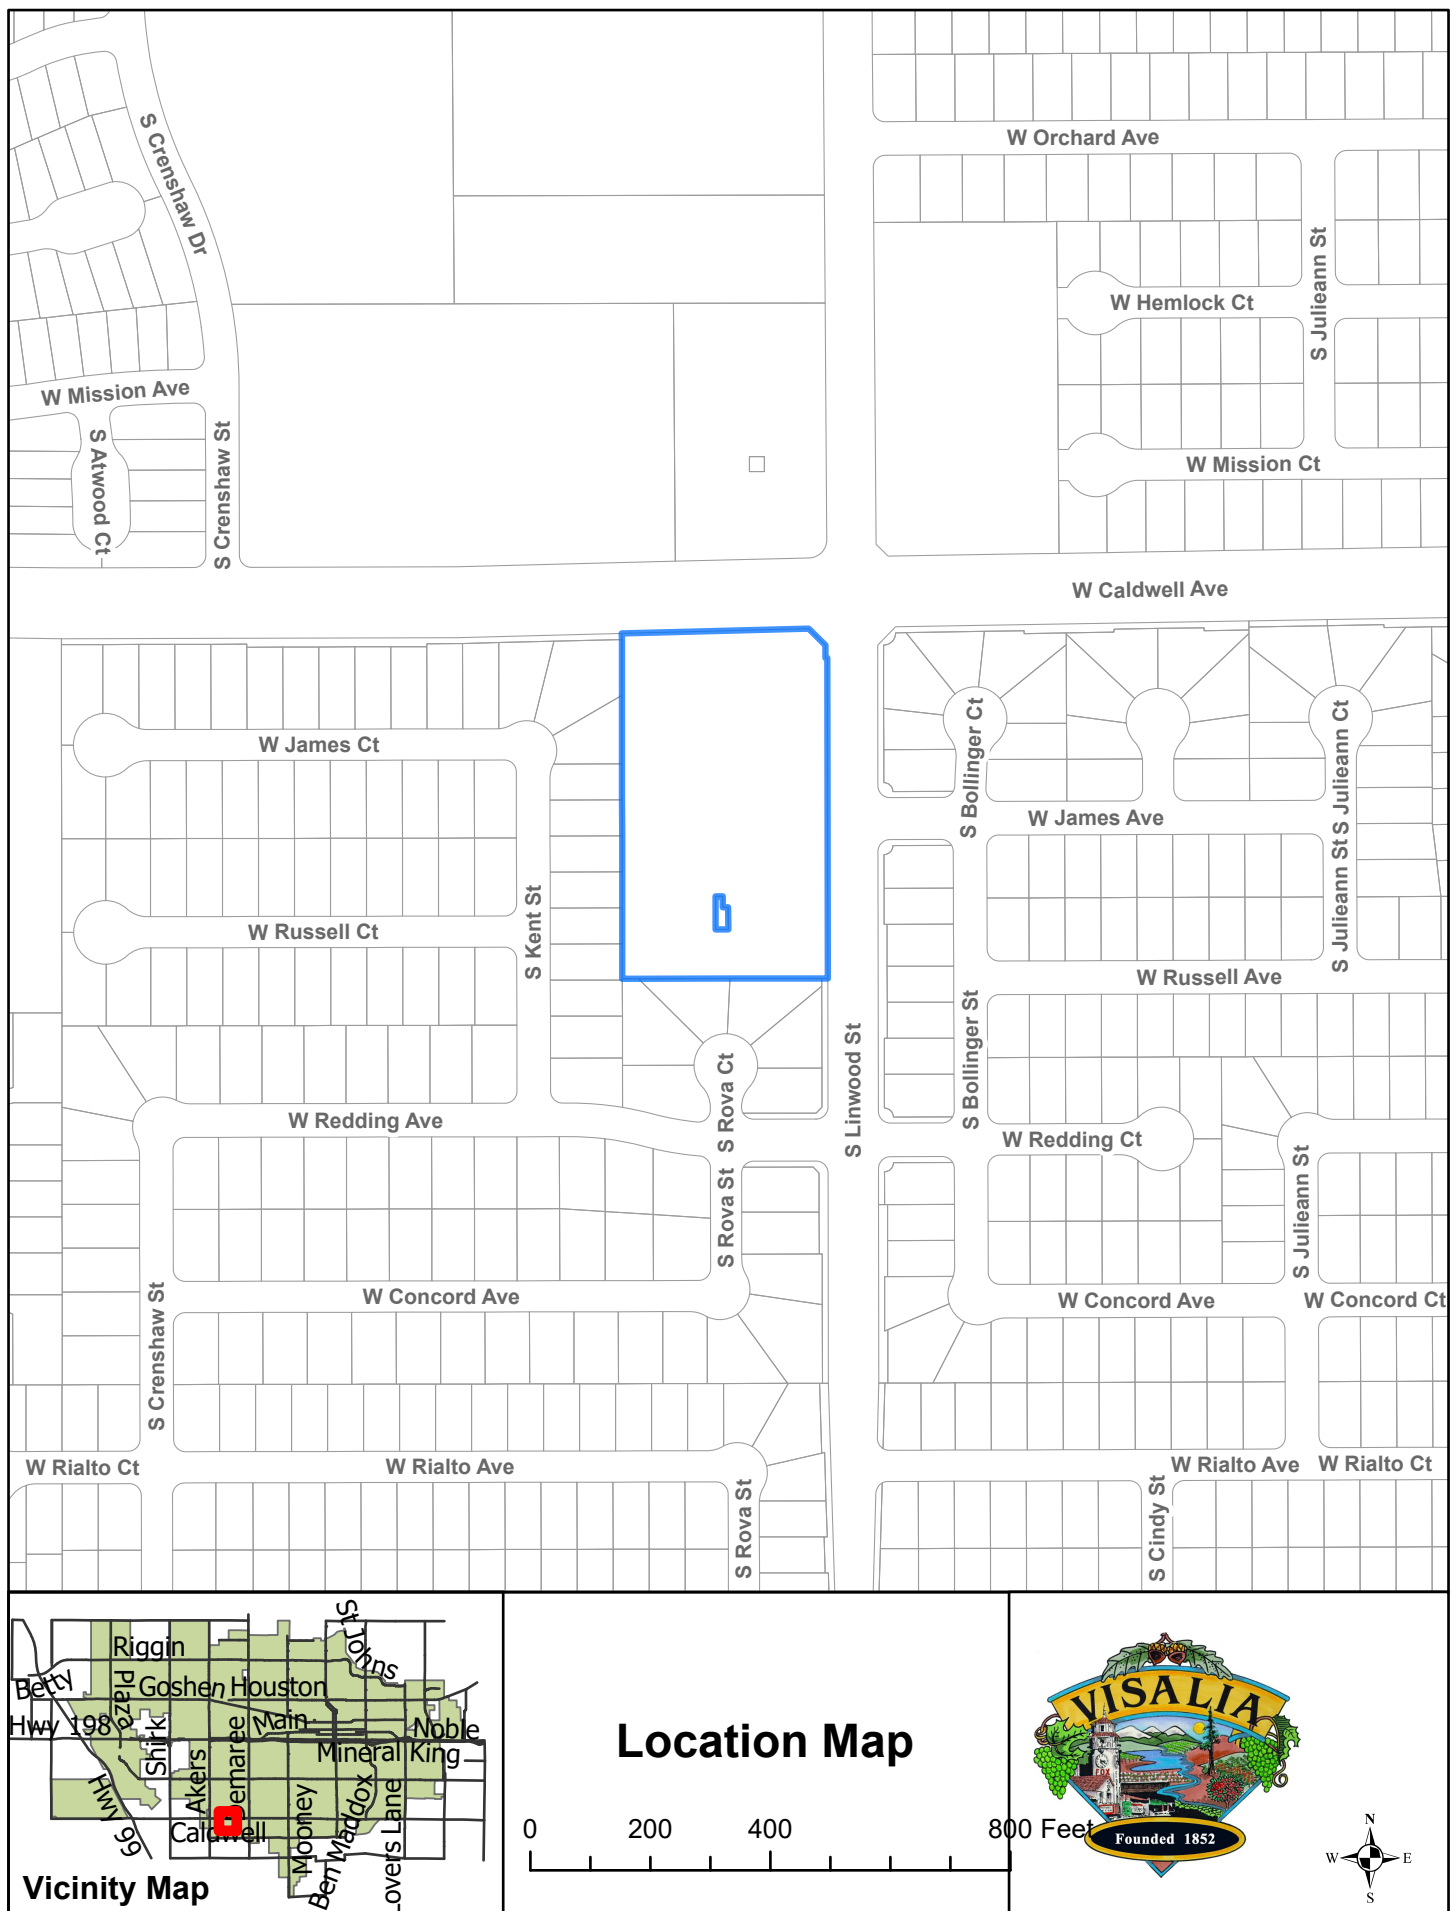 W Orchard Ave
S Crenshaw Dr
S Julieann St
W Hemlock Ct
W Mission Ave
S Atwood Ct
S Crenshaw St
W Mission Ct
W Caldwell Ave
W James Ct
S Bollinger Ct
S Julieann Ct
W James Ave
S Julieann St
W Russell Ct
S Kent St
W Russell Ave
S Linwood St
S Bollinger St
S Rova Ct
W Redding Ave
W Redding Ct
S Rova St
S Julieann St
W Concord Ave
W Concord Ave
W Concord Ct
S Crenshaw St
W Rialto Ct
W Rialto Ave
W Rialto Ave
W Rialto Ct
S Rova St
S Cindy St
St Johns
Riggin
Betty
Plaza
Goshen
Houston
Hwy 198
Shirk
Main
Noble
Mineral King
Akers
Demaree
Hwy 99
Caldwell
Mooney
Ben Maddox
Lovers Lane
Vicinity Map
Location Map
0 200 400 800 Feet
VISALIA
Founded 1852
N
W E
S